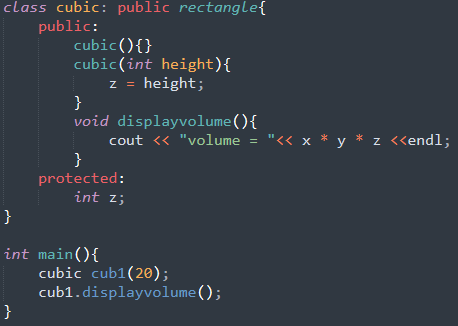 class cubic: public rectangle{
    public:
        cubic(){}
        cubic(int height){
            z = height;
        }
        void displayvolume(){
            cout << "volume = "<< x * y * z <<endl;
        }
    protected:
        int z;
}

int main(){
    cubic cub1(20);
    cub1.displayvolume();
}